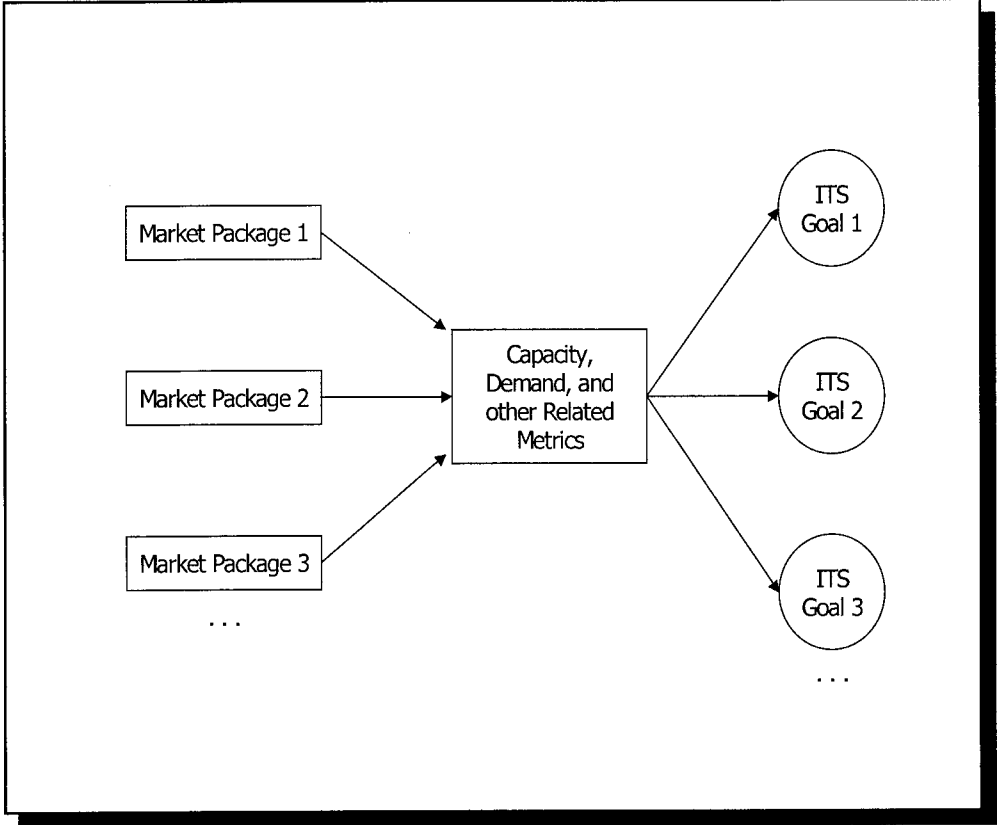 Market Package 1
Market Package 2
Market Package 3
. . .
Capacity,
Demand, and
other Related
Metrics
ITS
Goal 1
ITS
Goal 2
ITS
Goal 3
. . .